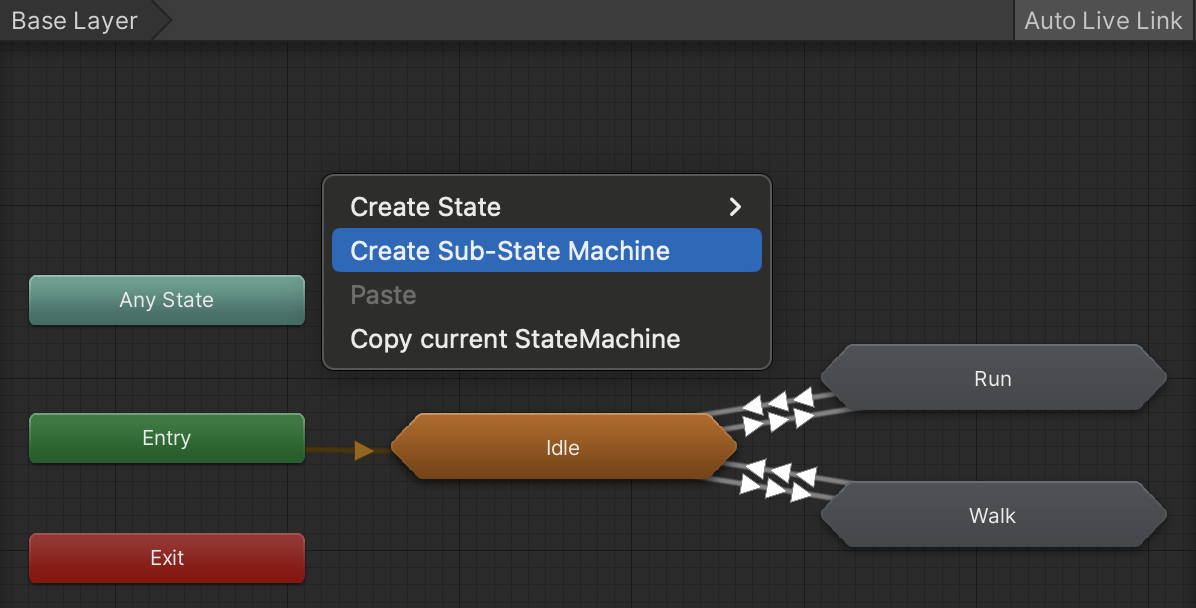 Base Layer
Auto Live Link
Create State
Create Sub-State Machine
Paste
Copy current StateMachine
Any State
Entry
Exit
Idle
Run
Walk